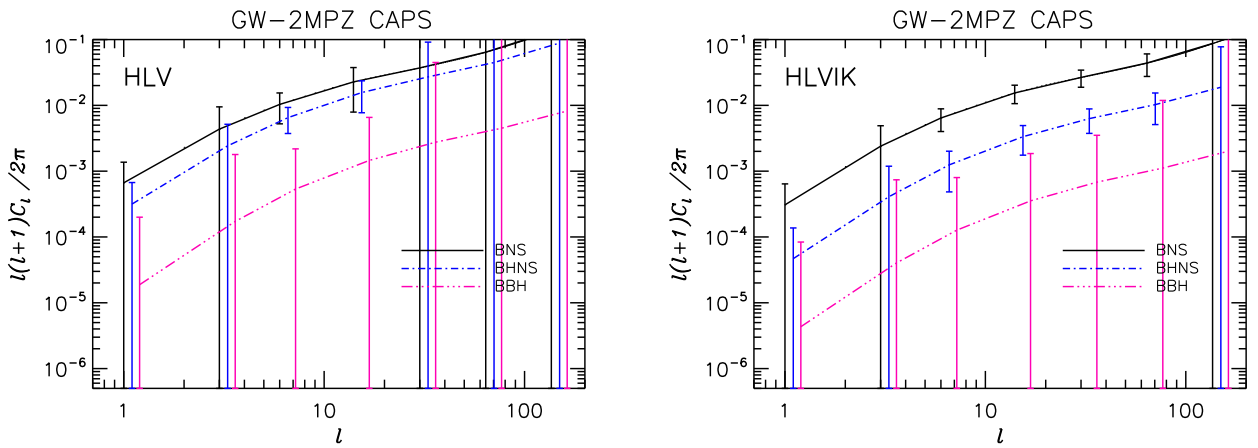 GW-2MPZ CAPS
HLV
l(l+1)C_l/2π
10^-1
10^-2
10^-3
10^-4
10^-5
10^-6
BNS
BHNS
BBH
1 10 100
l
GW-2MPZ CAPS
HLVIK
l(l+1)C_l/2π
10^-1
10^-2
10^-3
10^-4
10^-5
10^-6
BNS
BHNS
BBH
1 10 100
l